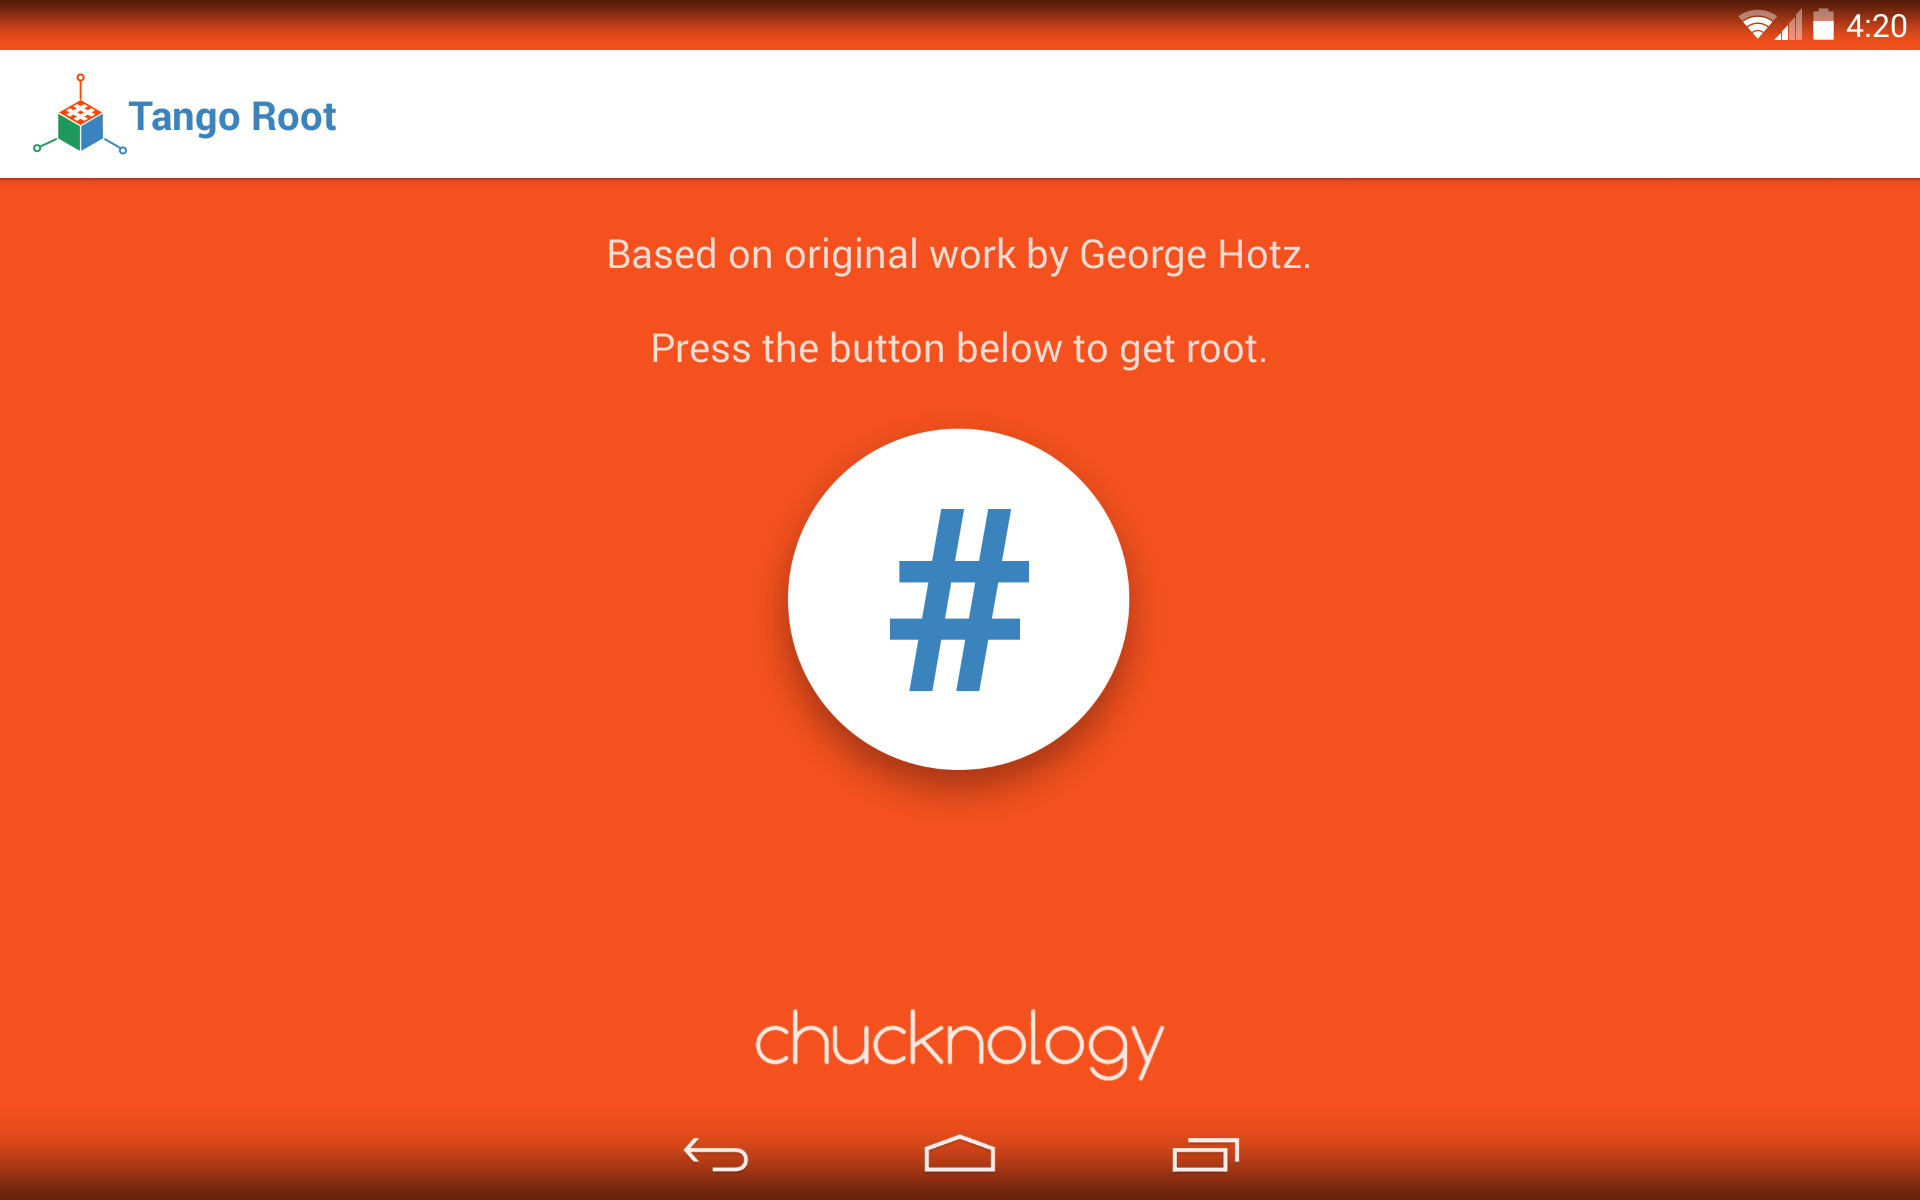 4:20
Tango Root
Based on original work by George Hotz.
Press the button below to get root.
#
chucknology